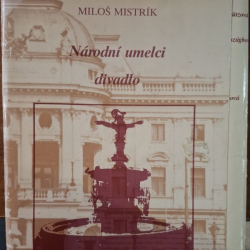 MILOŠ MISTRÍK
Národní umelci
divadlo